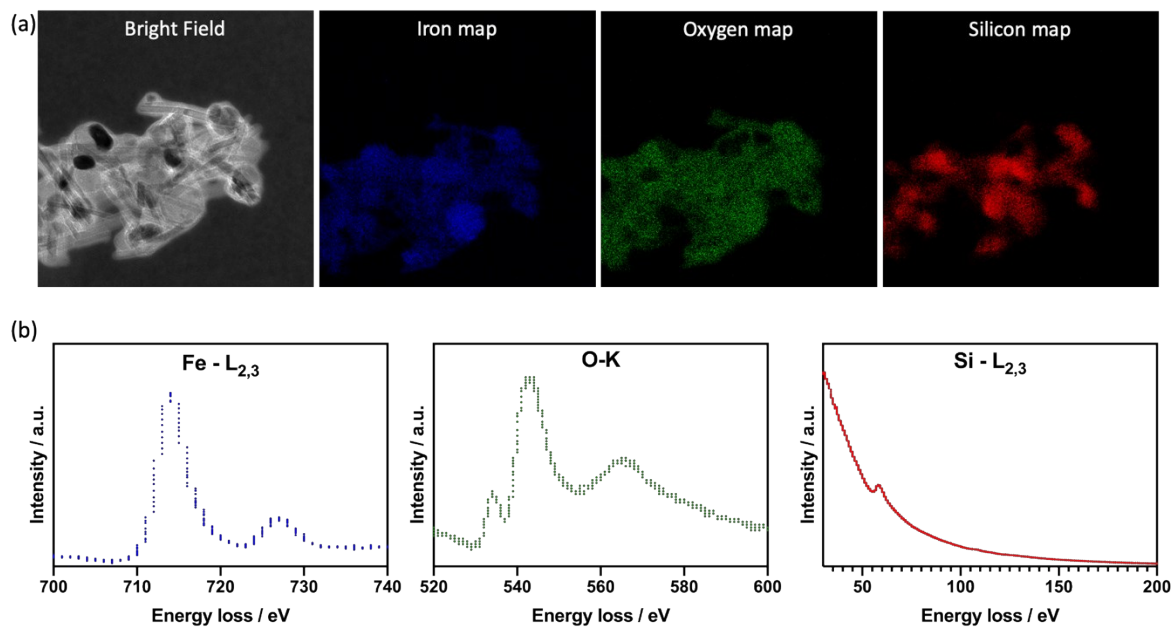 (a)
Bright Field
Iron map
Oxygen map
Silicon map
(b)
Fe - L2,3
Intensity / a.u.
700 710 720 730 740
Energy loss / eV
O-K
Intensity / a.u.
520 540 560 580 600
Energy loss / eV
Si - L2,3
Intensity / a.u.
50 100 150 200
Energy loss / eV